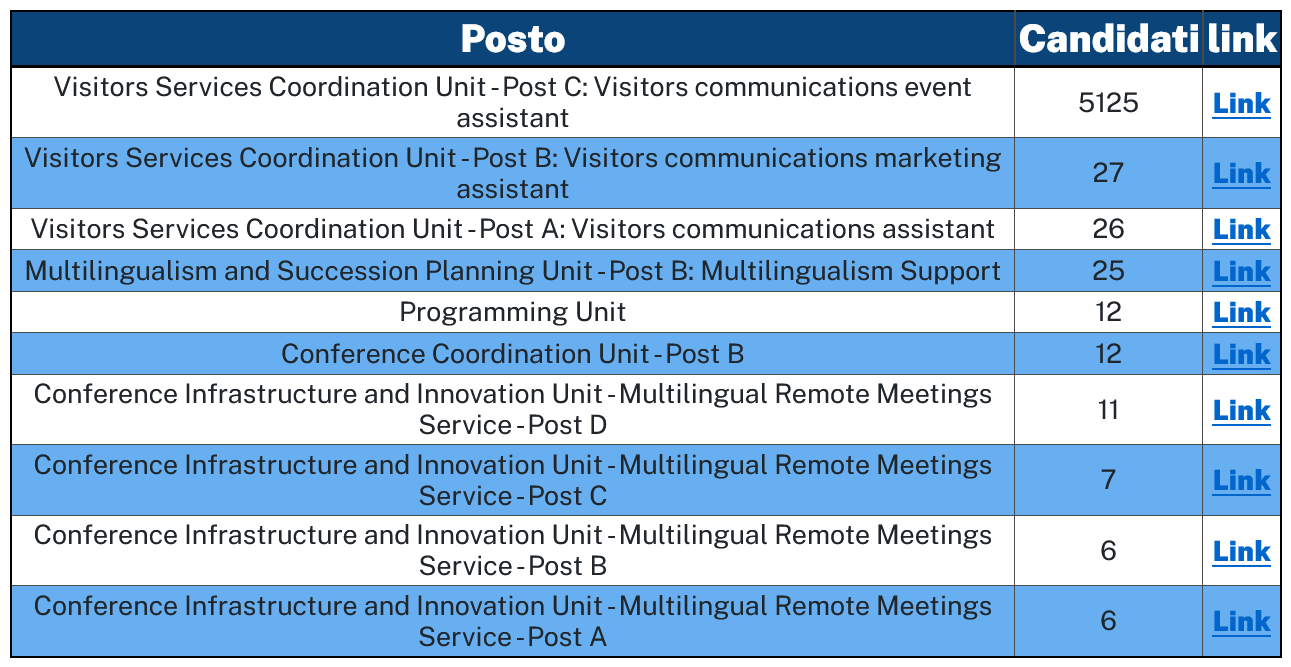 Posto Candidati link
Visitors Services Coordination Unit - Post C: Visitors communications event
assistant
5125 Link
Visitors Services Coordination Unit - Post B: Visitors communications marketing
assistant
27 Link
Visitors Services Coordination Unit - Post A: Visitors communications assistant 26 Link
Multilingualism and Succession Planning Unit - Post B: Multilingualism Support 25 Link
Programming Unit 12 Link
Conference Coordination Unit - Post B 12 Link
Conference Infrastructure and Innovation Unit - Multilingual Remote Meetings
Service - Post D
11 Link
Conference Infrastructure and Innovation Unit - Multilingual Remote Meetings
Service - Post C
7 Link
Conference Infrastructure and Innovation Unit - Multilingual Remote Meetings
Service - Post B
6 Link
Conference Infrastructure and Innovation Unit - Multilingual Remote Meetings
Service - Post A
6 Link